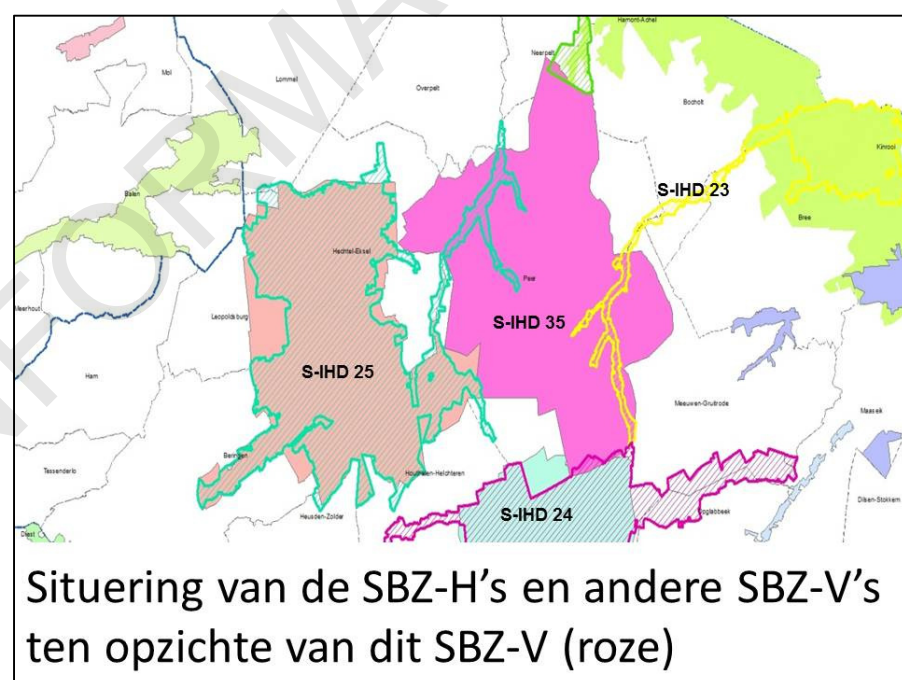 Hamont-Achel
Neerpelt
Mol
Lommel
Overpelt
Bocholt
Kinrooi
S-IHD 23
Balen
Bree
Hechtel-Eksel
Peer
Meerhout
Leopoldsburg
S-IHD 35
Ham
S-IHD 25
Meeuwen-Gruitrode
Maaseik
Beringen
Tessenderlo
Houthalen-Helchteren
Dilsen-Stokkem
Heusden-Zolder
S-IHD 24
Opglabbeek
Diest
INFORMA
Situering van de SBZ-H’s en andere SBZ-V’s
ten opzichte van dit SBZ-V (roze)